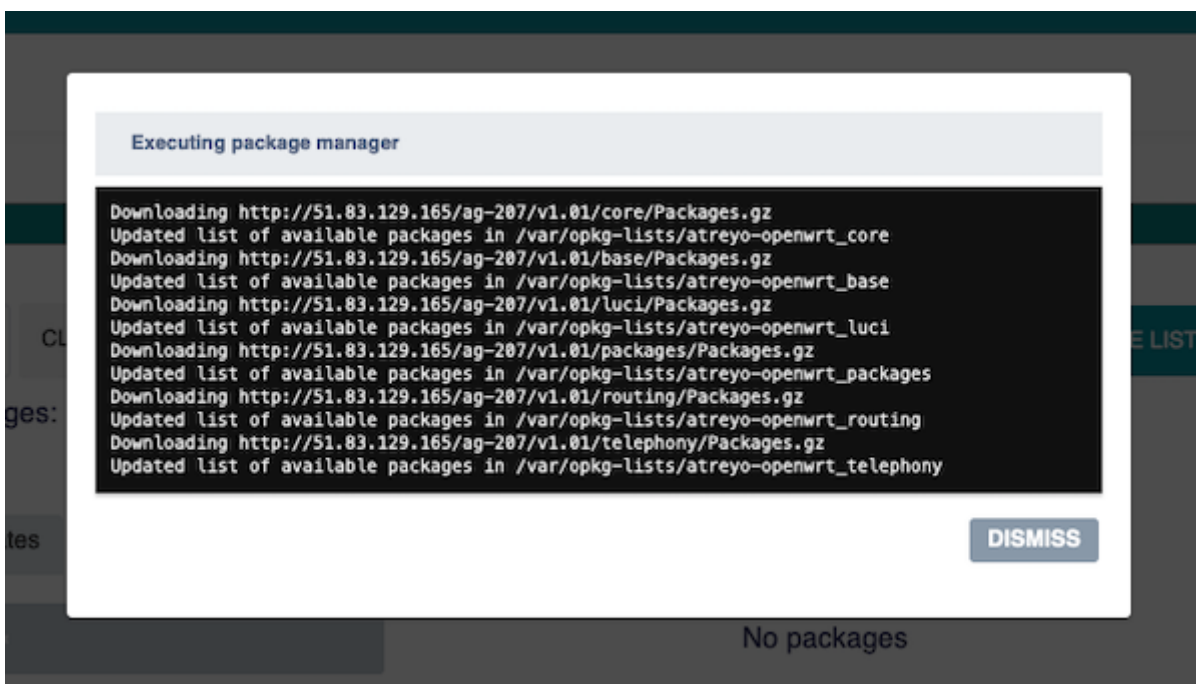 Executing package manager
Downloading http://51.83.129.165/ag-207/v1.01/core/Packages.gz
Updated list of available packages in /var/opkg-lists/atreyo-openwrt_core
Downloading http://51.83.129.165/ag-207/v1.01/base/Packages.gz
Updated list of available packages in /var/opkg-lists/atreyo-openwrt_base
Downloading http://51.83.129.165/ag-207/v1.01/luci/Packages.gz
Updated list of available packages in /var/opkg-lists/atreyo-openwrt_luci
Downloading http://51.83.129.165/ag-207/v1.01/packages/Packages.gz
Updated list of available packages in /var/opkg-lists/atreyo-openwrt_packages
Downloading http://51.83.129.165/ag-207/v1.01/routing/Packages.gz
Updated list of available packages in /var/opkg-lists/atreyo-openwrt_routing
Downloading http://51.83.129.165/ag-207/v1.01/telephony/Packages.gz
Updated list of available packages in /var/opkg-lists/atreyo-openwrt_telephony
CL
E LIST
ges:
tes
DISMISS
No packages